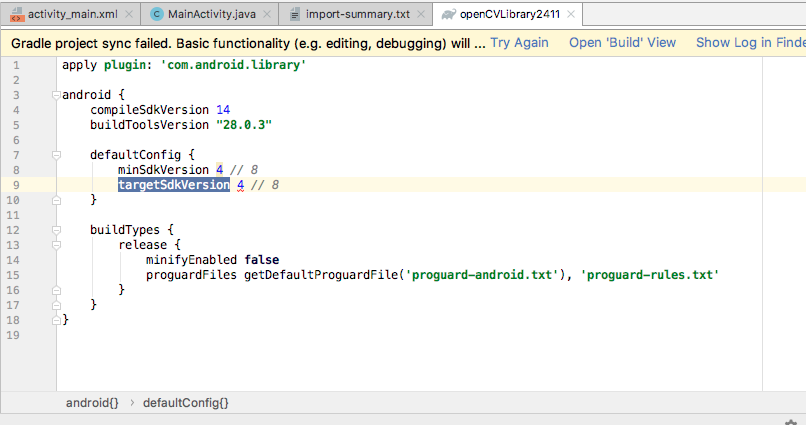 activity_main.xml MainActivity.java import-summary.txt openCVLibrary2411
Gradle project sync failed. Basic functionality (e.g. editing, debugging) will ... Try Again Open 'Build' View Show Log in Finde
1 apply plugin: 'com.android.library'
2
3 android {
4 compileSdkVersion 14
5 buildToolsVersion "28.0.3"
6
7 defaultConfig {
8 minSdkVersion 4 // 8
9 targetSdkVersion 4 // 8
10 }
11
12 buildTypes {
13 release {
14 minifyEnabled false
15 proguardFiles getDefaultProguardFile('proguard-android.txt'), 'proguard-rules.txt'
16 }
17 }
18 }
19
android{} › defaultConfig{}